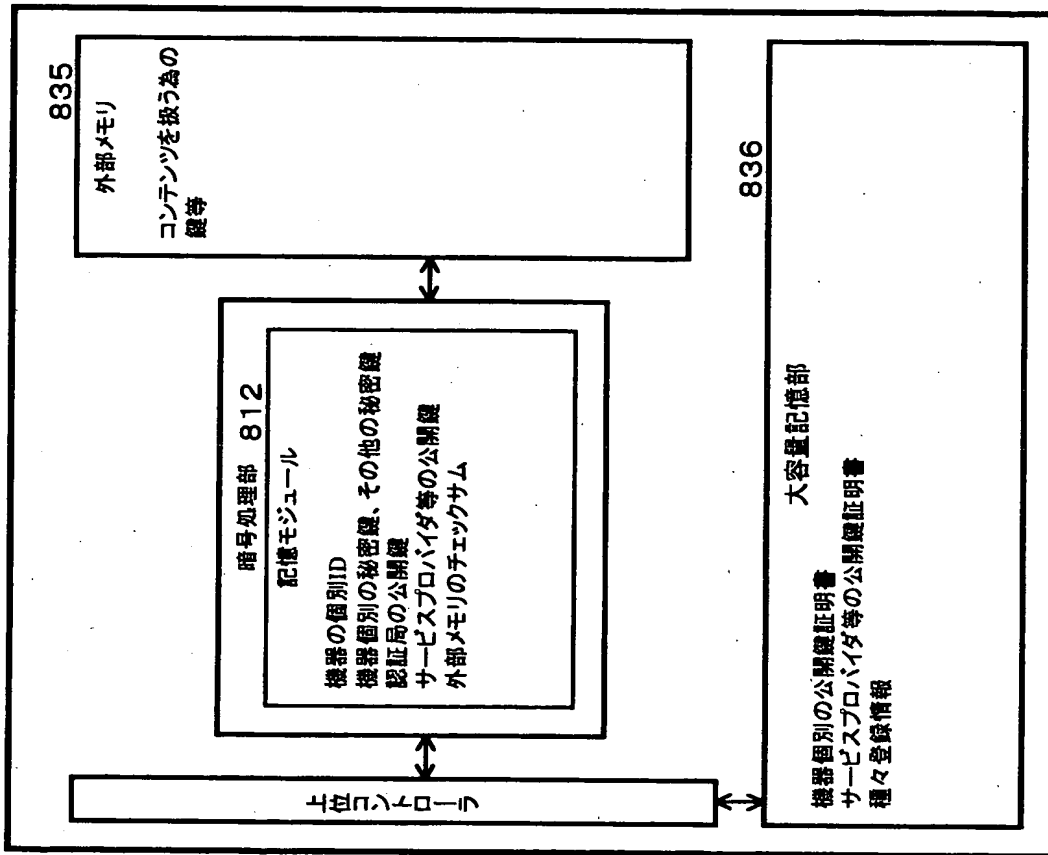 835
外部メモリ
コンテンツを扱う為の
鍵等
暗号処理部 812
記憶モジュール
機器の個別ID
機器個別の秘密鍵、その他の秘密鍵
認証局の公開鍵
サービスプロバイダ等の公開鍵
外部メモリのチェックサム
上位コントローラ
836
大容量記憶部
機器個別の公開鍵証明書
サービスプロバイダ等の公開鍵証明書
種々登録情報